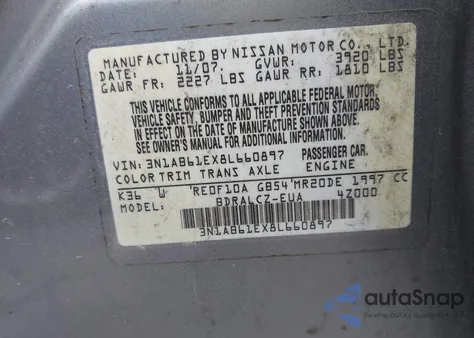 MANUFACTURED BY NISSAN MOTOR CO., LTD.
DATE: 11/07. GVWR: 3920 LBS
GAWR FR: 2227 LBS GAWR RR: 1810 LBS
THIS VEHICLE CONFORMS TO ALL APPLICABLE FEDERAL MOTOR
VEHICLE SAFETY, BUMPER AND THEFT PREVENTION STANDARDS
IN EFFECT ON THE DATE OF MANUFACTURE SHOWN ABOVE.
SEE OWNER'S MANUAL FOR ADDITIONAL INFORMATION.
VIN: 3N1AB61EX8L660897 PASSENGER CAR.
COLOR TRIM TRANS AXLE ENGINE
K36 U RE0F10A GB54 MR20DE 1997 CC
BDRALCZ-EUA 4Z000
3N1AB61EX8L660897
autoSnap